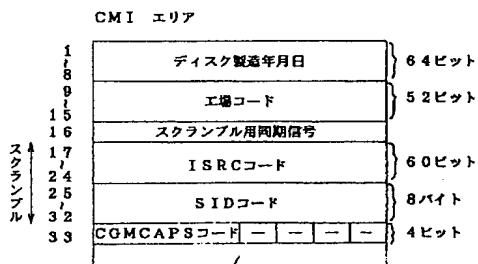 CMI エリア
1〜8 ディスク製造年月日 64ビット
9〜15 工場コード 52ビット
16 スクランブル用同期信号
スクランブル
17〜24 ISRCコード 60ビット
25〜32 SIDコード 8バイト
33 CGMCAPSコード ー ー ー ー 4ビット